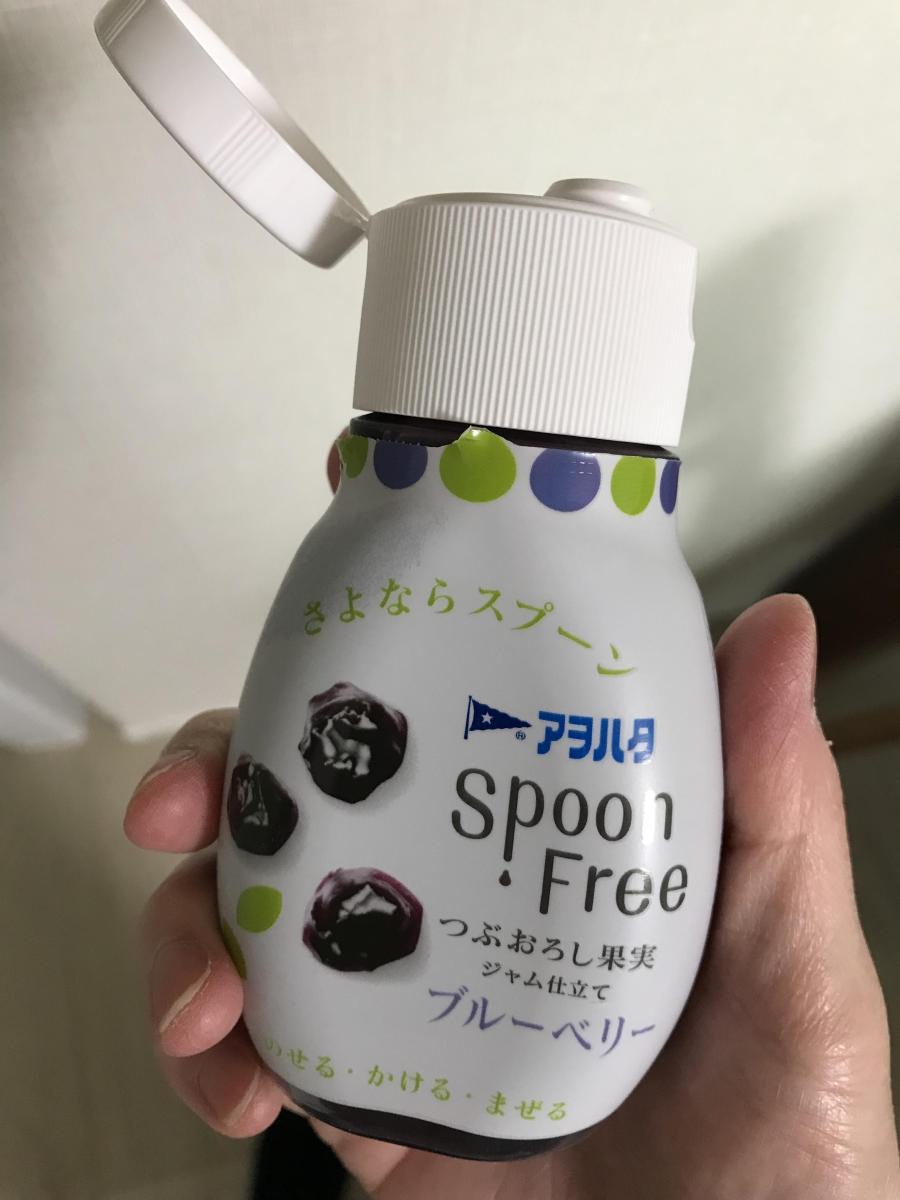 さよならスプーン
® アヲハタ
Spoon
Free
つぶおろし果実
ジャム仕立て
ブルーベリー
のせる・かける・まぜる